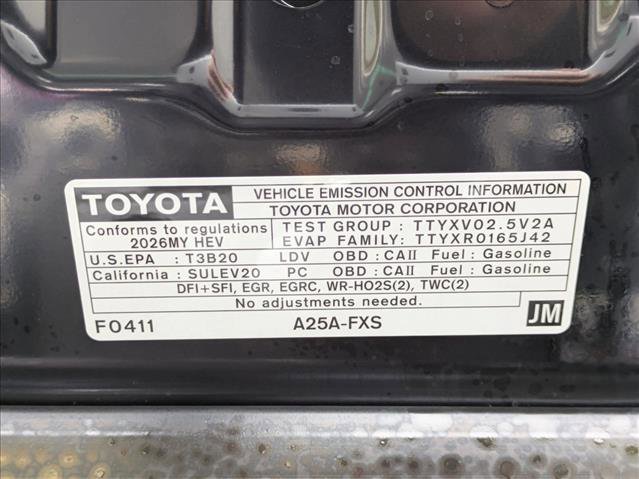 TOYOTA VEHICLE EMISSION CONTROL INFORMATION
TOYOTA MOTOR CORPORATION
Conforms to regulations TEST GROUP : TTYXV02.5V2A
2026MY HEV EVAP FAMILY: TTYXR0165J42
U.S.EPA : T3B20 LDV OBD : CAII Fuel : Gasoline
California : SULEV20 PC OBD : CAII Fuel : Gasoline
DFI+SFI, EGR, EGRC, WR-HO2S(2), TWC(2)
No adjustments needed.
F0411 A25A-FXS JM